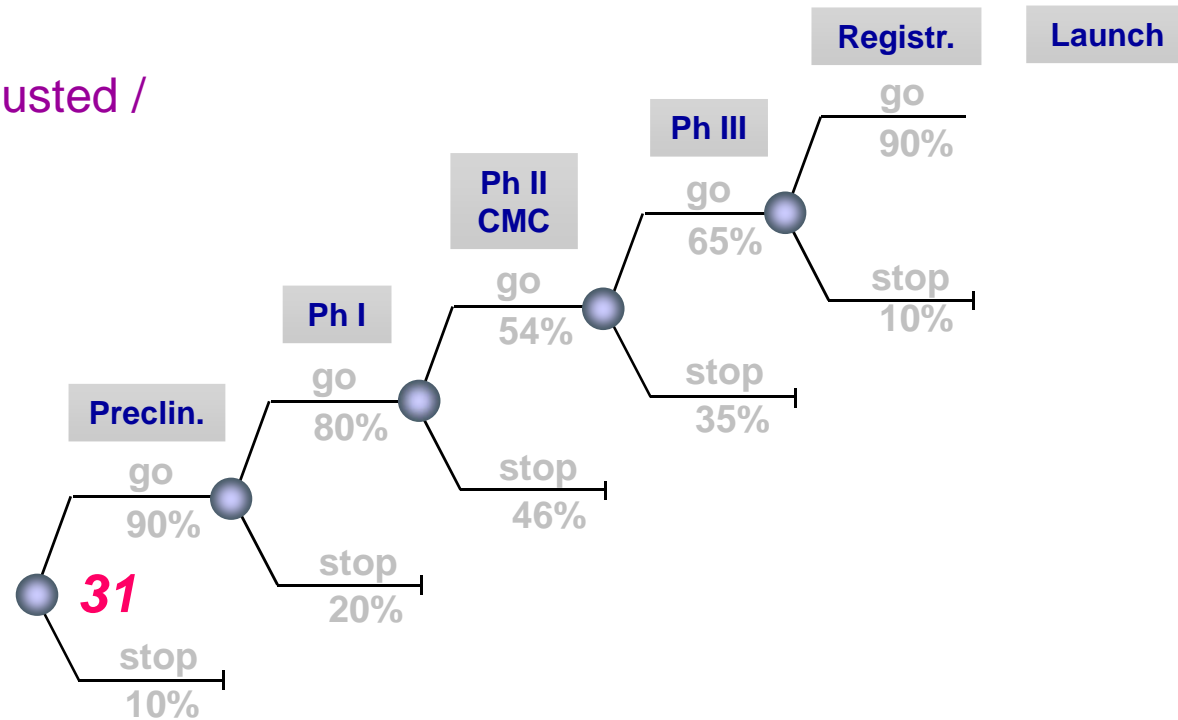 Registr.
Launch
usted /
go
90%
Ph III
Ph II
CMC
go
65%
stop
10%
go
54%
Ph I
stop
35%
go
80%
Preclin.
stop
46%
go
90%
stop
20%
31
stop
10%